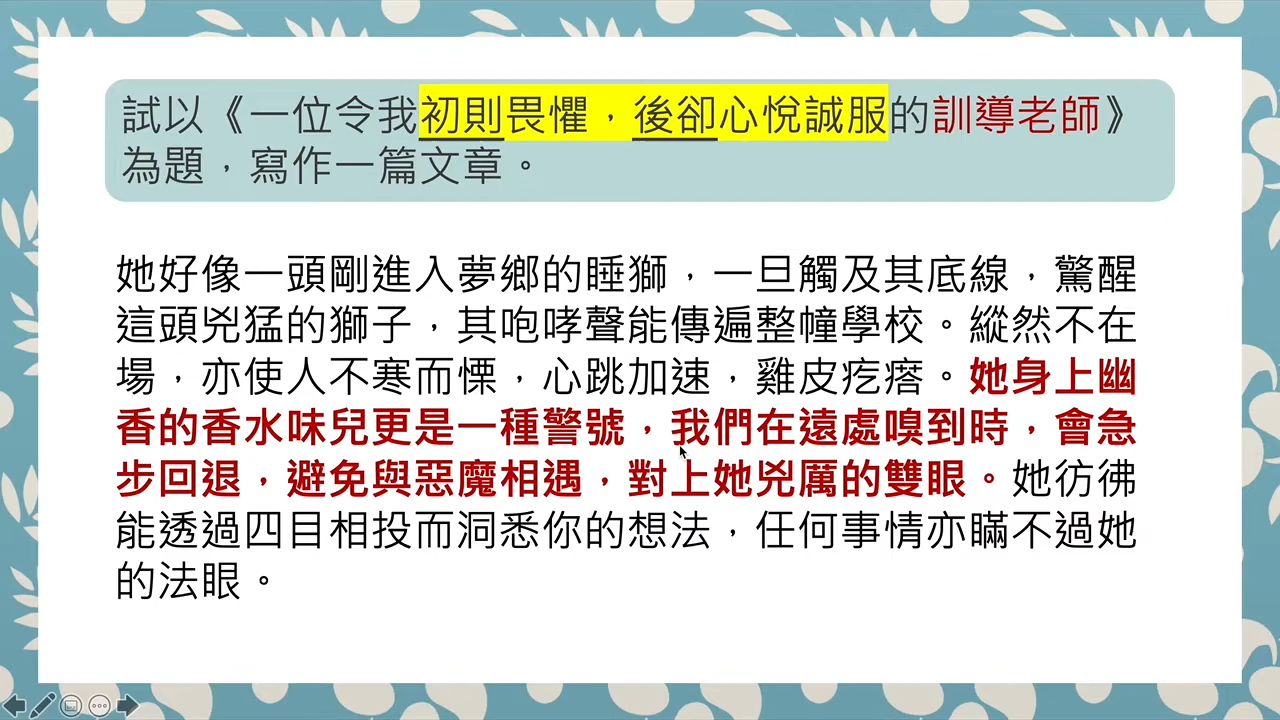 試以《一位令我初則畏懼，後卻心悅誠服的訓導老師》
為題，寫作一篇文章。
她好像一頭剛進入夢鄉的睡獅，一旦觸及其底線，驚醒
這頭兇猛的獅子，其咆哮聲能傳遍整幢學校。縱然不在
場，亦使人不寒而慄，心跳加速，雞皮疙瘩。她身上幽
香的香水味兒更是一種警號，我們在遠處嗅到時，會急
步回退，避免與惡魔相遇，對上她兇厲的雙眼。她彷彿
能透過四目相投而洞悉你的想法，任何事情亦瞞不過她
的法眼。